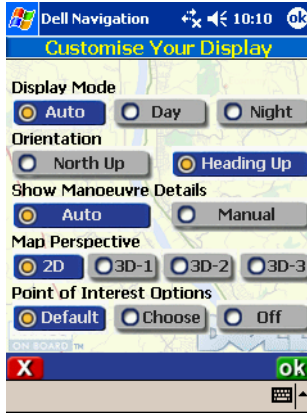 Dell Navigation 10:10 ok
Customise Your Display
Display Mode
Auto Day Night
Orientation
North Up Heading Up
Show Manoeuvre Details
Auto Manual
Map Perspective
2D 3D-1 3D-2 3D-3
Point of Interest Options
Default Choose Off
ON BOARD TM DELL
X ok